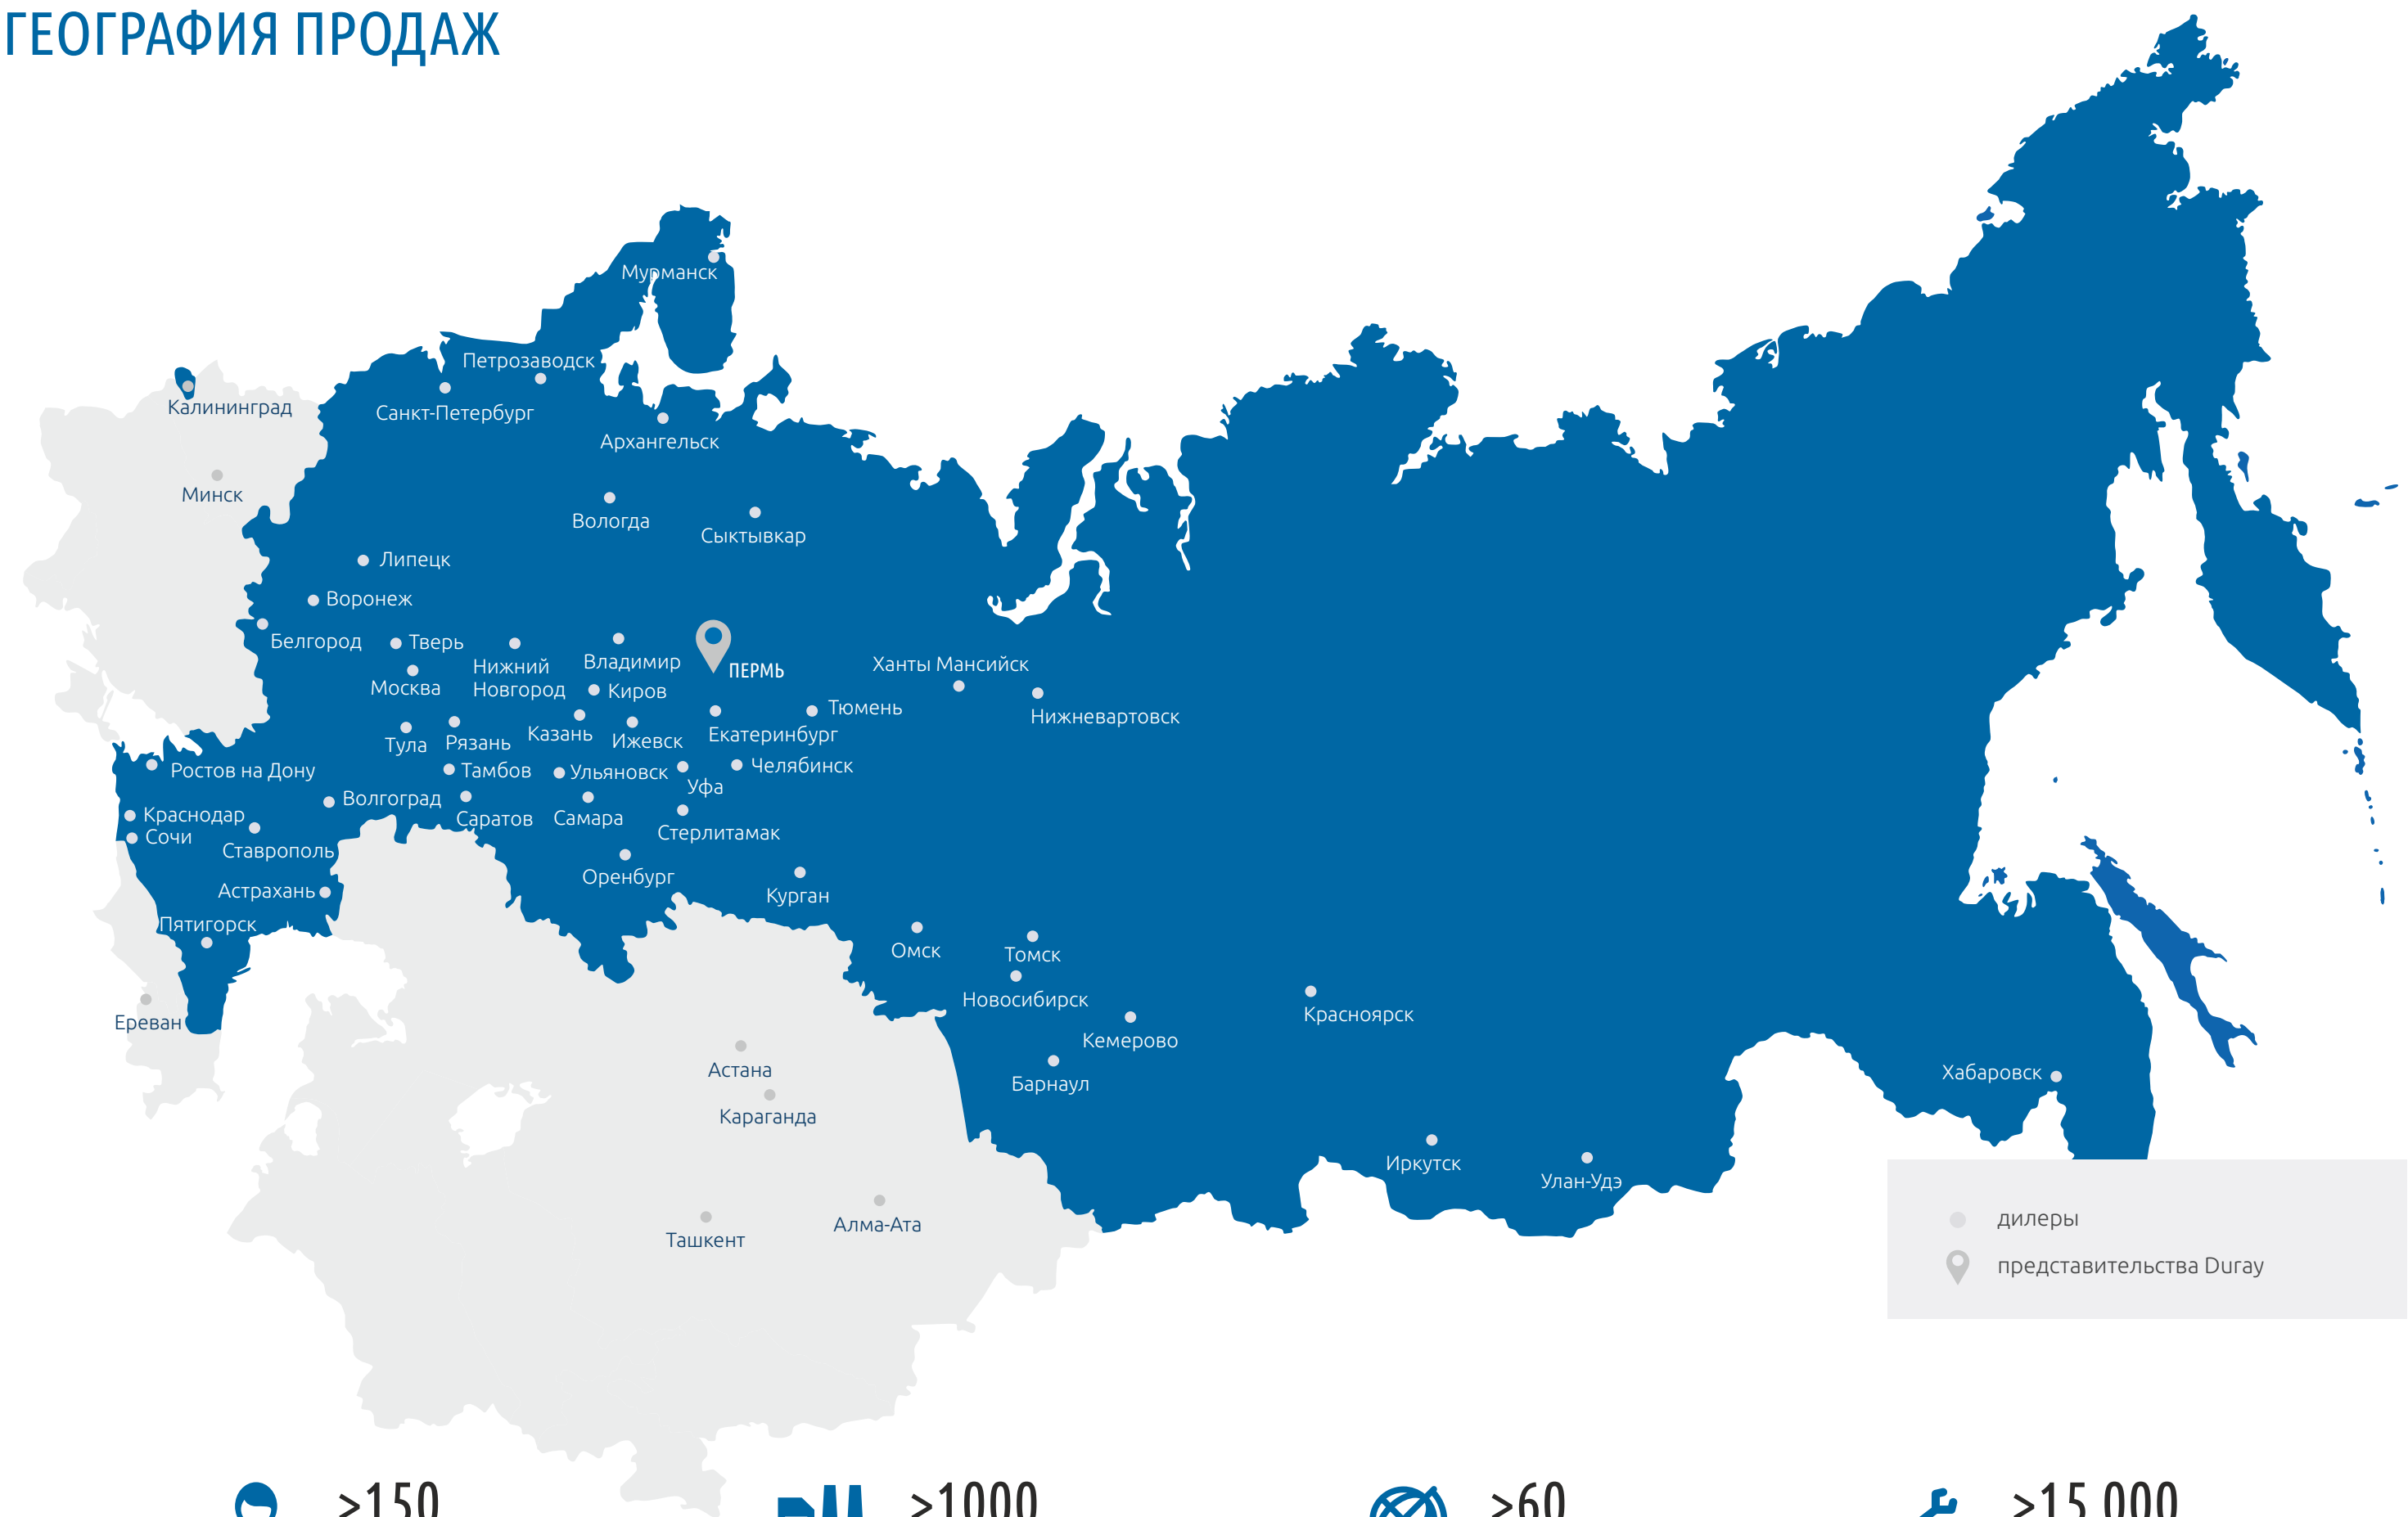 ГЕОГРАФИЯ ПРОДАЖ
Мурманск
Петрозаводск
Калининград
Санкт-Петербург
Архангельск
Минск
Вологда
Сыктывкар
Липецк
Воронеж
Белгород
Тверь
Нижний
Новгород
Владимир
ПЕРМЬ
Ханты Мансийск
Москва
Киров
Тюмень
Нижневартовск
Тула
Рязань
Казань
Ижевск
Екатеринбург
Ростов на Дону
Тамбов
Ульяновск
Уфа
Челябинск
Волгоград
Краснодар
Саратов
Самара
Сочи
Стерлитамак
Ставрополь
Оренбург
Астрахань
Курган
Пятигорск
Омск
Томск
Новосибирск
Ереван
Красноярск
Кемерово
Астана
Барнаул
Хабаровск
Караганда
Иркутск
Улан-Удэ
Алма-Ата
Ташкент
дилеры
представительства Duray
>150
>1000
>60
>15 000